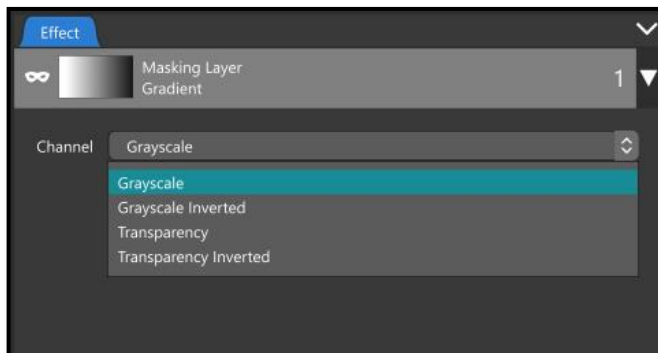 Effect
Masking Layer
Gradient
1
Channel
Grayscale
Grayscale
Grayscale Inverted
Transparency
Transparency Inverted